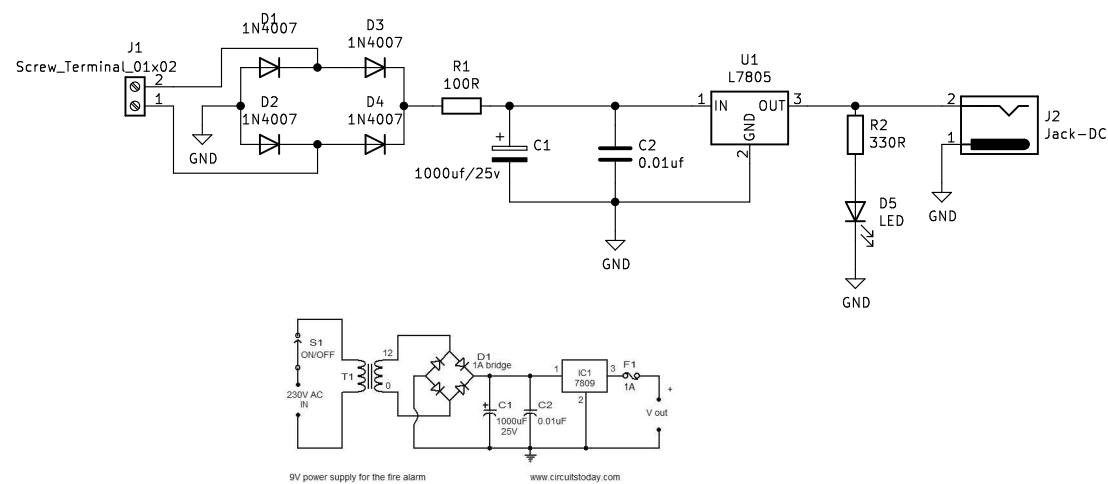 D1
1N4007
D3
1N4007
J1
Screw_Terminal_01x02
2
1
R1
100R
U1
L7805
1
IN
OUT
3
GND
2
D2
1N4007
D4
1N4007
GND
+
C1
1000uf/25v
C2
0.01uf
GND
R2
330R
D5
LED
GND
2
1
J2
Jack-DC
GND
S1
ON/OFF
T1
12
0
230V AC
IN
D1
1A bridge
+
C1
1000uF
25V
C2
0.01uF
1
IC1
7809
3
2
F1
1A
+
V out
-
9V power supply for the fire alarm
www.circuitstoday.com